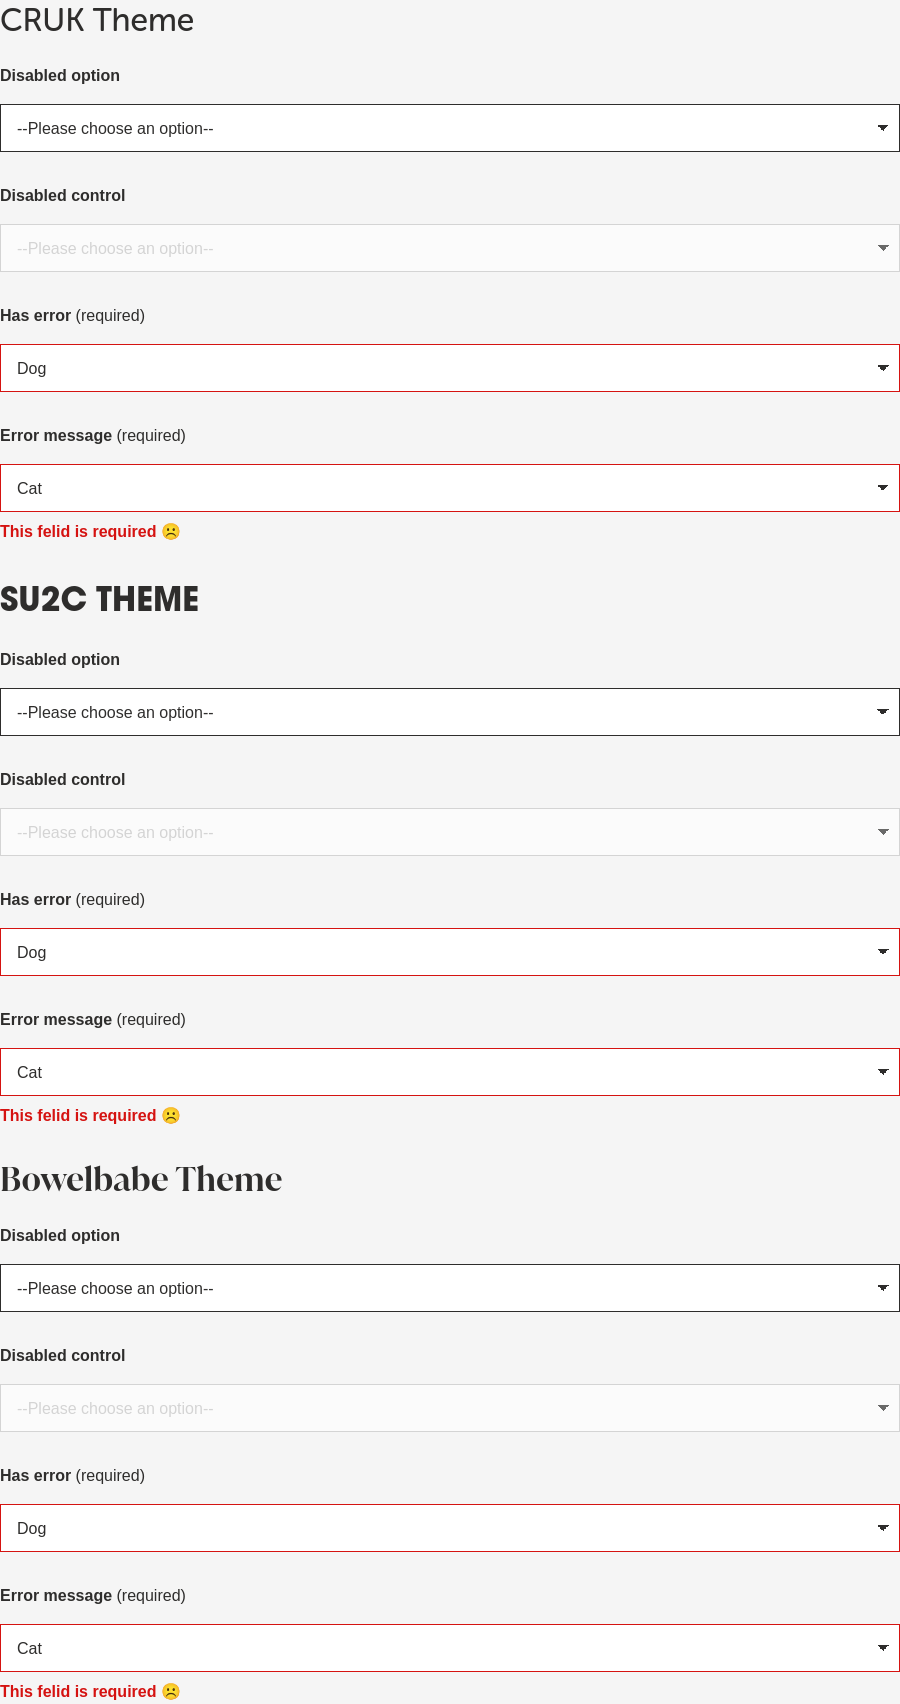 CRUK Theme
Disabled option
--Please choose an option--
Disabled control
--Please choose an option--
Has error (required)
Dog
Error message (required)
Cat
This felid is required ☹️
SU2C THEME
Disabled option
--Please choose an option--
Disabled control
--Please choose an option--
Has error (required)
Dog
Error message (required)
Cat
This felid is required ☹️
Bowelbabe Theme
Disabled option
--Please choose an option--
Disabled control
--Please choose an option--
Has error (required)
Dog
Error message (required)
Cat
This felid is required ☹️